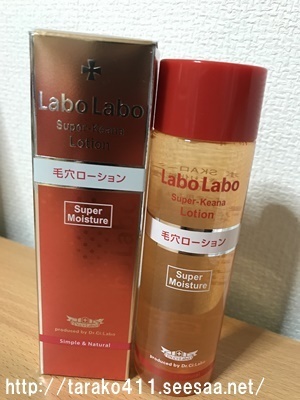 Labo Labo
Super-Keana
Lotion
毛穴ローション
Super
Moisture
produced by Dr.Ci:Labo
Simple & Natural
Labo Labo
Super-Keana
Lotion
毛穴ローション
Super
Moisture
produced by Dr.Ci:Labo
http://tarako411.seesaa.net/